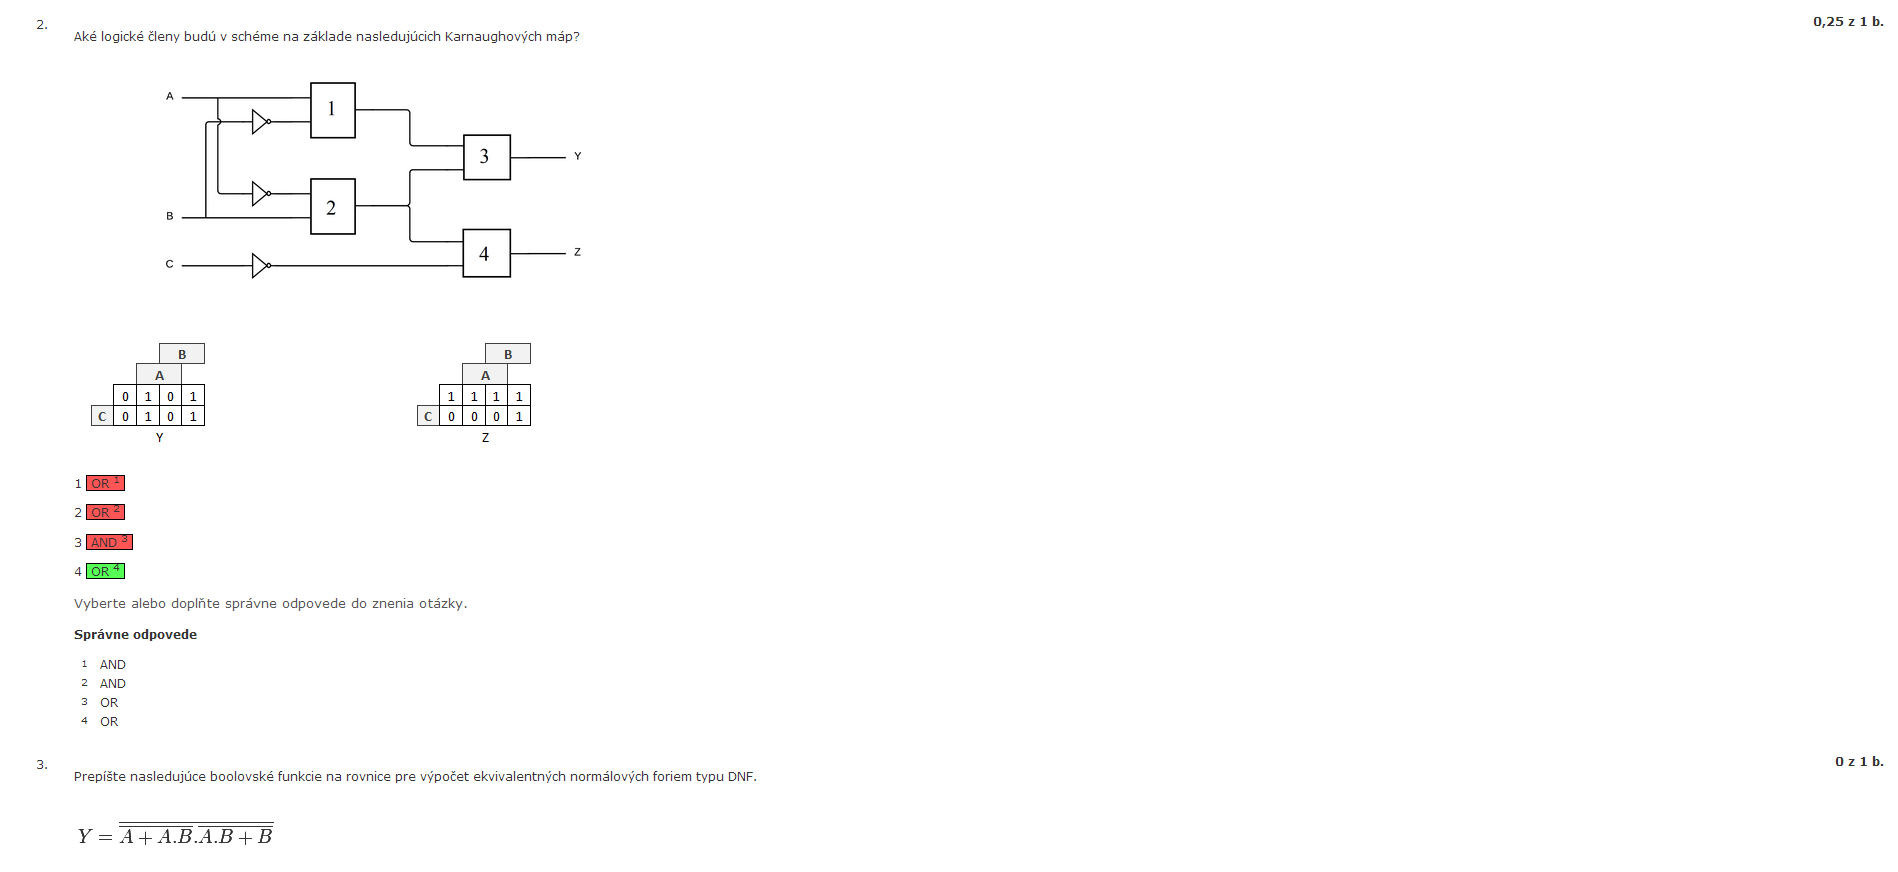 2.
0,25 z 1 b.
Aké logické členy budú v schéme na základe nasledujúcich Karnaughových máp?
A
1
3
Y
B
2
4
Z
C
B
A
0 1 0 1
C 0 1 0 1
Y
B
A
1 1 1 1
C 0 0 0 1
Z
1 OR 1
2 OR 2
3 AND 3
4 OR 4
Vyberte alebo doplňte správne odpovede do znenia otázky.
Správne odpovede
1 AND
2 AND
3 OR
4 OR
3.
0 z 1 b.
Prepíšte nasledujúce boolovské funkcie na rovnice pre výpočet ekvivalentných normálových foriem typu DNF.
Y = A + A.B.A.B + B